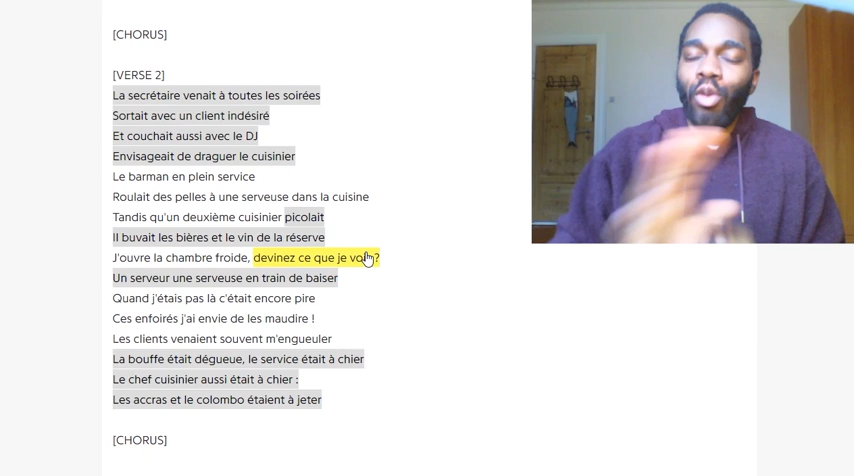 [CHORUS]
[VERSE 2]
La secrétaire venait à toutes les soirées
Sortait avec un client indésiré
Et couchait aussi avec le DJ
Envisageait de draguer le cuisinier
Le barman en plein service
Roulait des pelles à une serveuse dans la cuisine
Tandis qu'un deuxième cuisinier picolait
Il buvait les bières et le vin de la réserve
J'ouvre la chambre froide, devinez ce que je vois ?
Un serveur une serveuse en train de baiser
Quand j'étais pas là c'était encore pire
Ces enfoirés j'ai envie de les maudire !
Les clients venaient souvent m'engueuler
La bouffe était dégueue, le service était à chier
Le chef cuisinier aussi était à chier :
Les accras et le colombo étaient à jeter
[CHORUS]